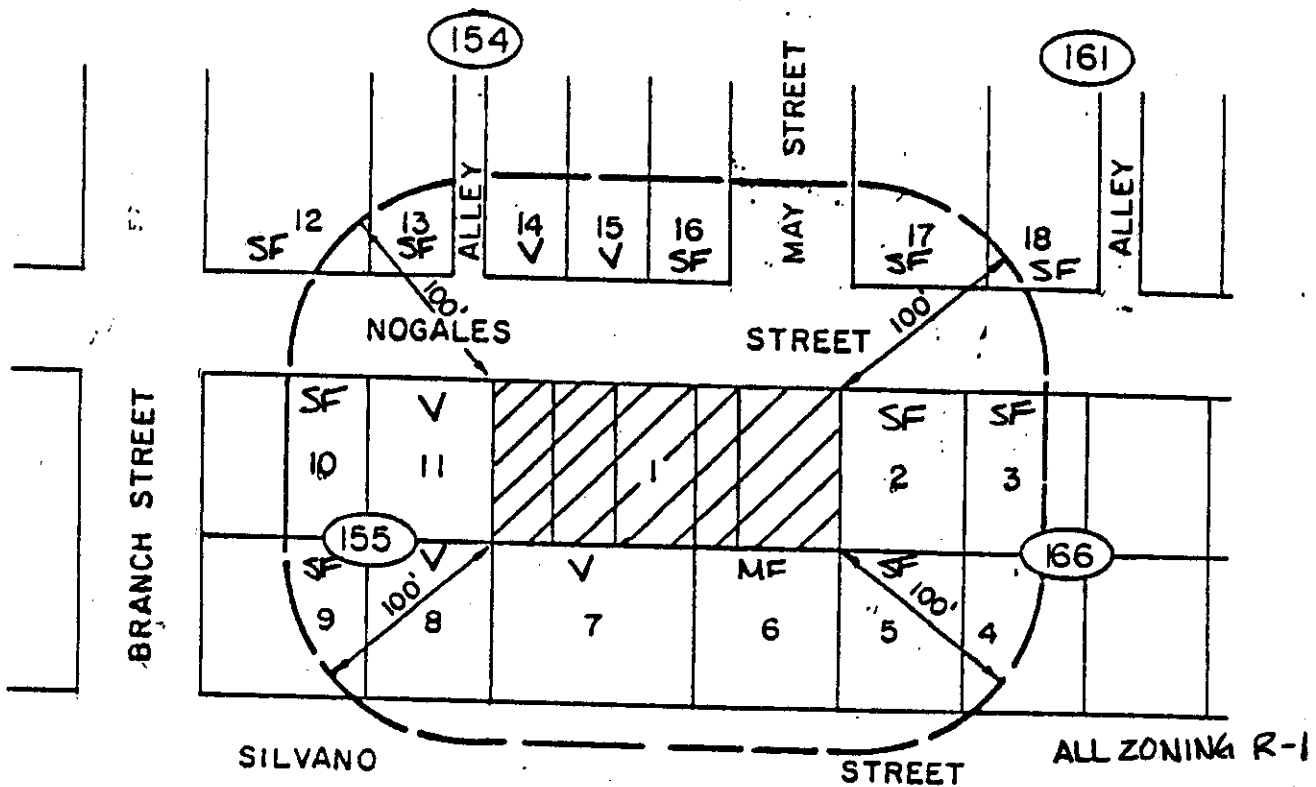 154
161
MAY STREET
ALLEY
ALLEY
12
SF
13
SF
14
V
15
V
16
SF
17
SF
18
SF
100'
100'
NOGALES STREET
BRANCH STREET
SF
10
V
11
1
SF
2
SF
3
155
166
SF
9
V
8
V
7
MF
6
SF
5
4
100'
100'
SILVANO STREET
ALL ZONING R-1